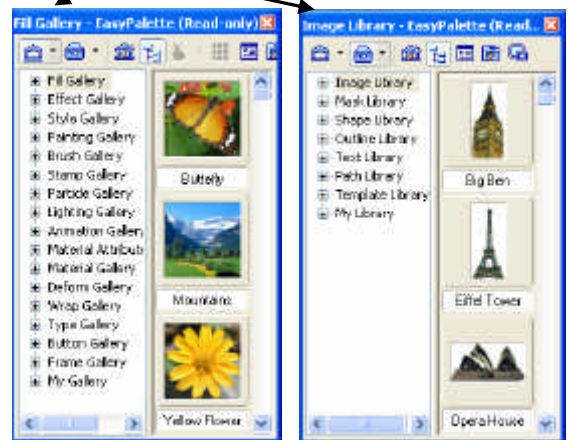 Fill Gallery - EasyPalette (Read-only)
Fill Gallery
Effect Gallery
Style Gallery
Painting Gallery
Brush Gallery
Stamp Gallery
Particle Gallery
Lighting Gallery
Animation Gallery
Material Attribut
Material Gallery
Deform Gallery
Wrap Gallery
Type Gallery
Button Gallery
Frame Gallery
My Gallery
Butterfly
Mountains
Yellow Flower
Image Library - EasyPalette (Read...
Image Library
Mask Library
Shape Library
Outline Library
Text Library
Path Library
Template Library
My Library
Big Ben
Eiffel Tower
Opera House